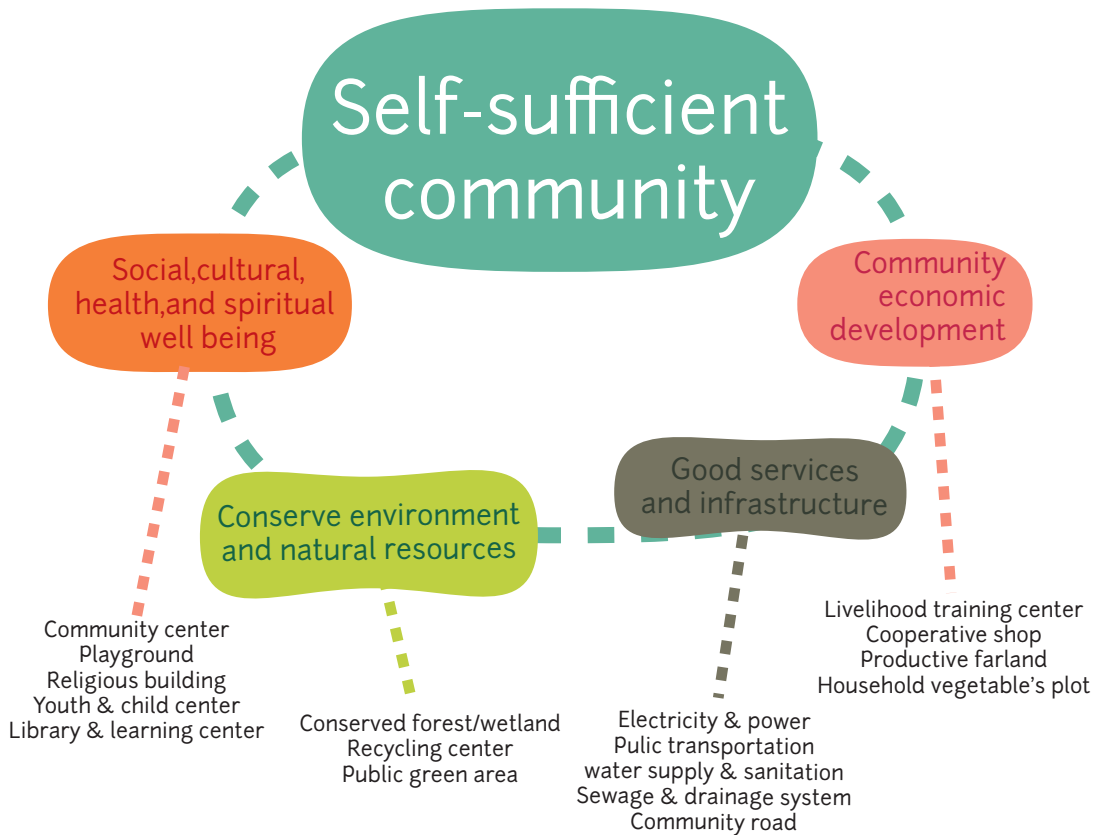 Self-sufficient
community
Social,cultural,
health,and spiritual
well being
Community
economic
development
Conserve environment
and natural resources
Good services
and infrastructure
Community center
Playground
Religious building
Youth & child center
Library & learning center
Conserved forest/wetland
Recycling center
Public green area
Electricity & power
Pulic transportation
water supply & sanitation
Sewage & drainage system
Community road
Livelihood training center
Cooperative shop
Productive farland
Household vegetable's plot